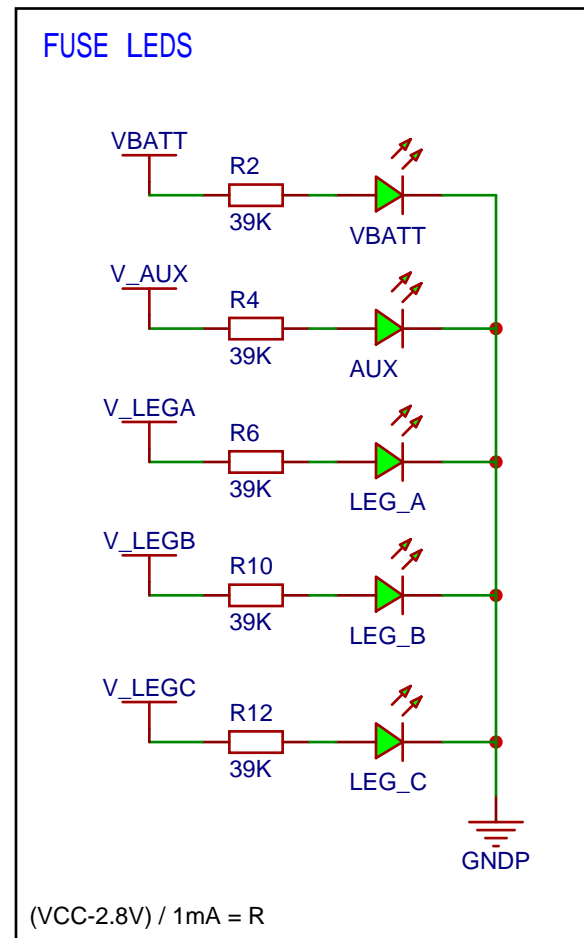 FUSE LEDS
VBATT
R2
39K
VBATT
V_AUX
R4
39K
AUX
V_LEGA
R6
39K
LEG_A
V_LEGB
R10
39K
LEG_B
V_LEGC
R12
39K
LEG_C
GNDP
(VCC-2.8V) / 1mA = R